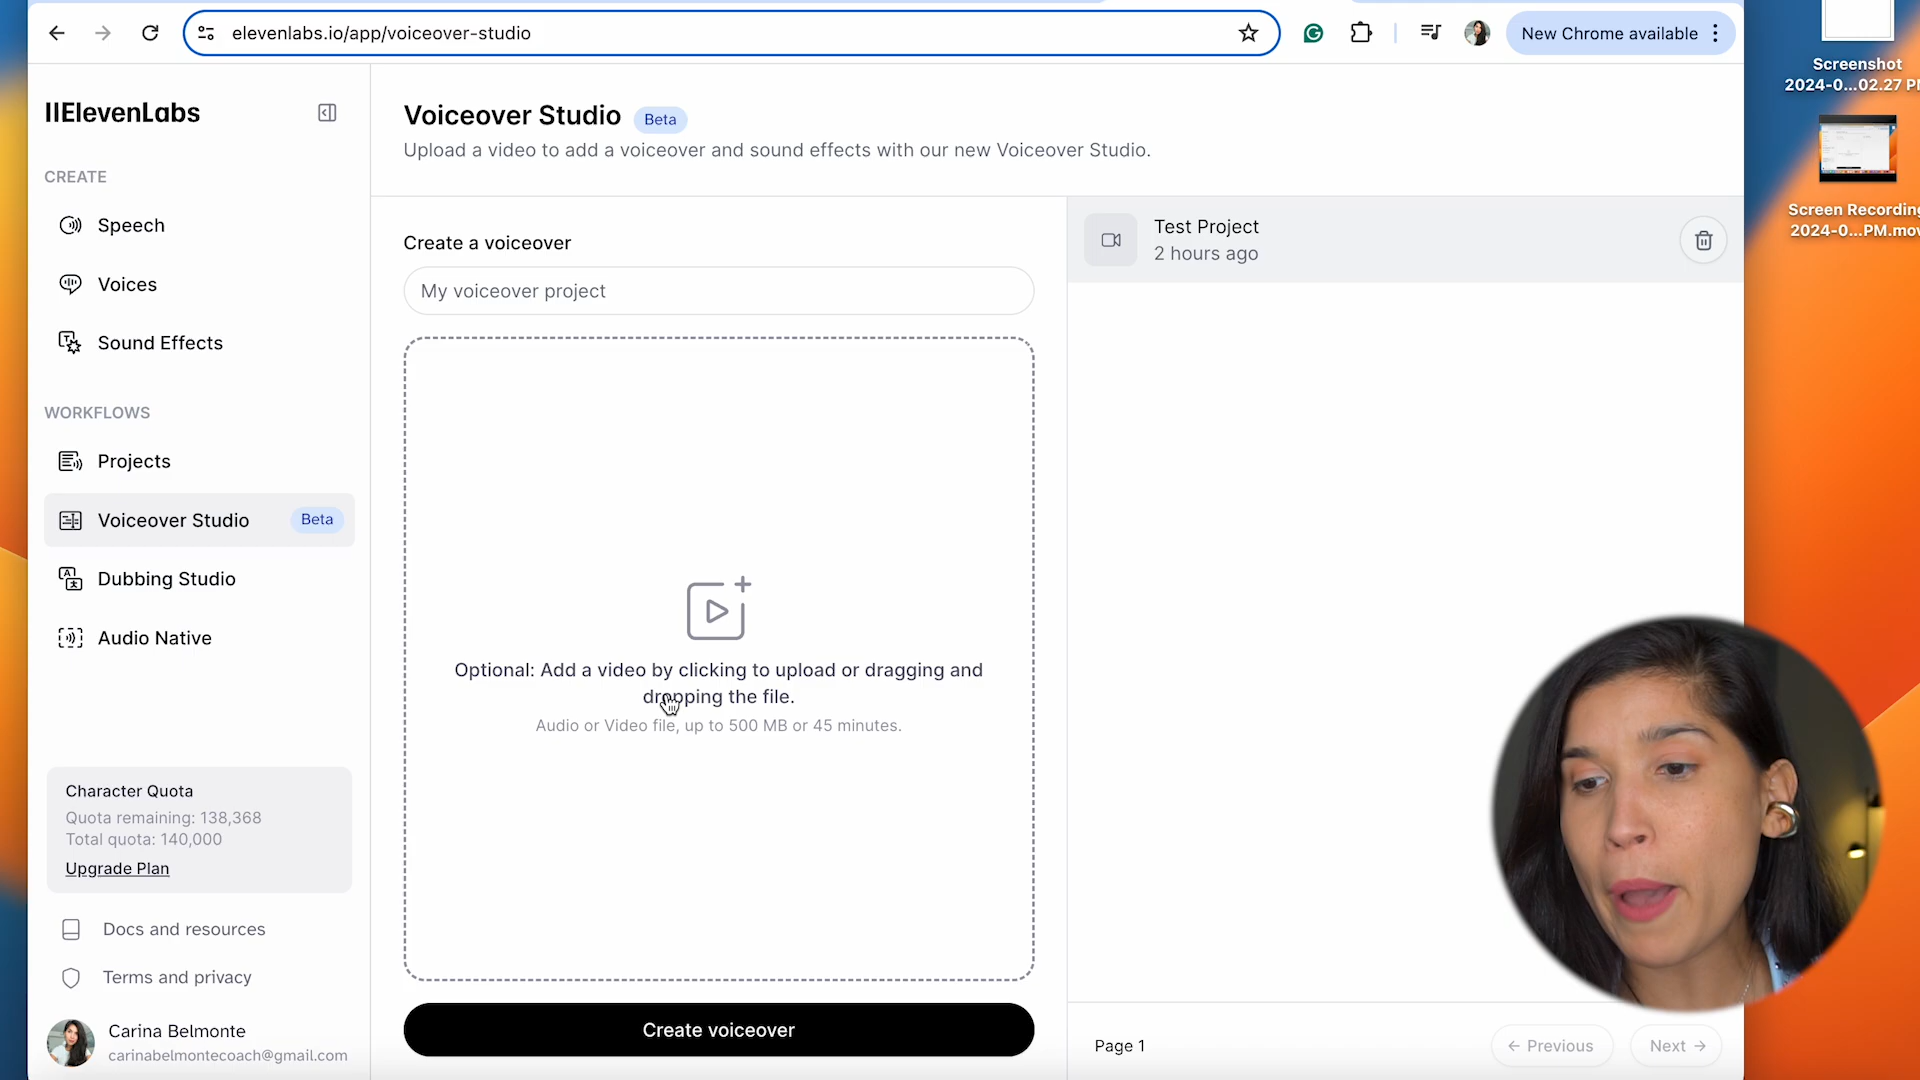 elevenlabs.io/app/voiceover-studio
New Chrome available
Screenshot
2024-0...02.27 PM
Screen Recording
2024-0...PM.mov
IIElevenLabs
CREATE
Speech
Voices
Sound Effects
WORKFLOWS
Projects
Voiceover Studio Beta
Dubbing Studio
Audio Native
Character Quota
Quota remaining: 138,368
Total quota: 140,000
Upgrade Plan
Docs and resources
Terms and privacy
Carina Belmonte
carinabelmontecoach@gmail.com
Voiceover Studio Beta
Upload a video to add a voiceover and sound effects with our new Voiceover Studio.
Create a voiceover
My voiceover project
Optional: Add a video by clicking to upload or dragging and
dropping the file.
Audio or Video file, up to 500 MB or 45 minutes.
Create voiceover
Test Project
2 hours ago
Page 1
Previous
Next